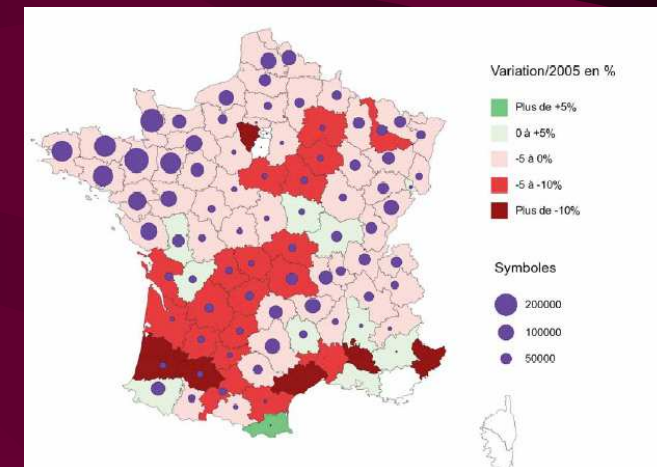 Variation/2005 en %
Plus de +5%
0 à +5%
-5 à 0%
-5 à -10%
Plus de -10%
Symboles
200000
100000
50000